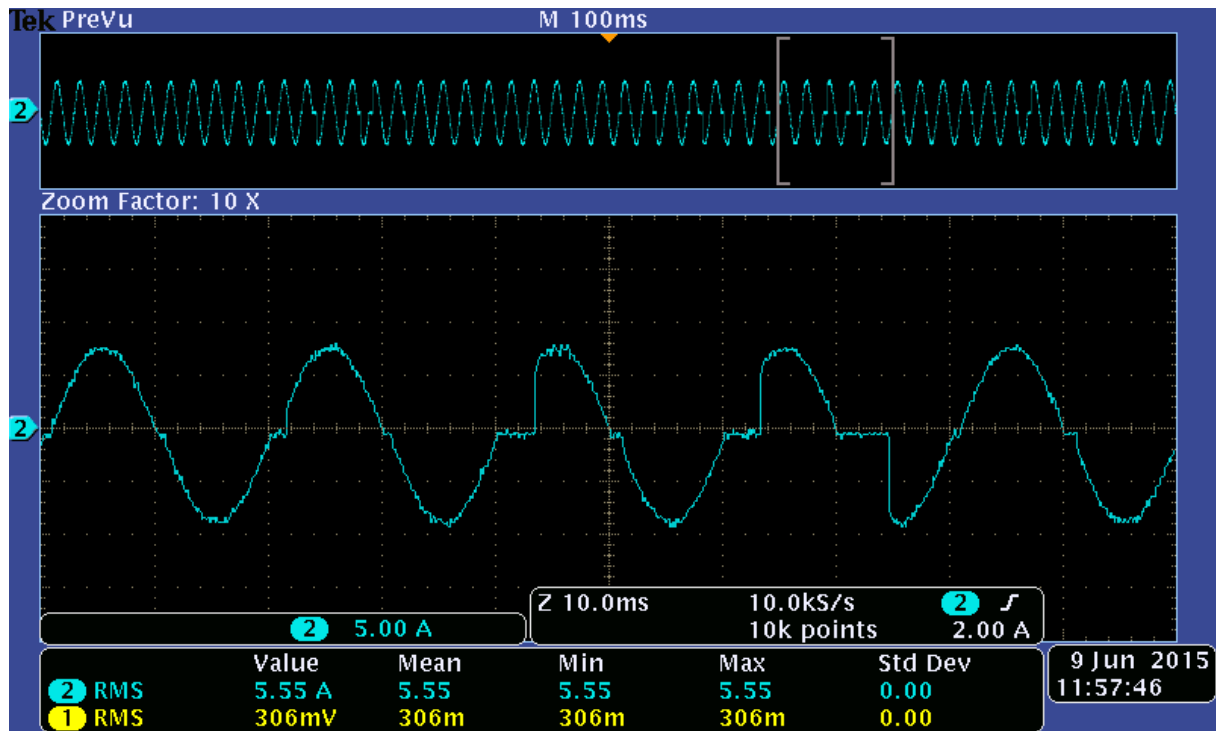 Tek PreVu M 100ms
2
Zoom Factor: 10 X
2
2 5.00 A
Z 10.0ms 10.0kS/s 2
10k points 2.00 A
Value Mean Min Max Std Dev
2 RMS 5.55 A 5.55 5.55 5.55 0.00
1 RMS 306mV 306m 306m 306m 0.00
9 Jun 2015
11:57:46